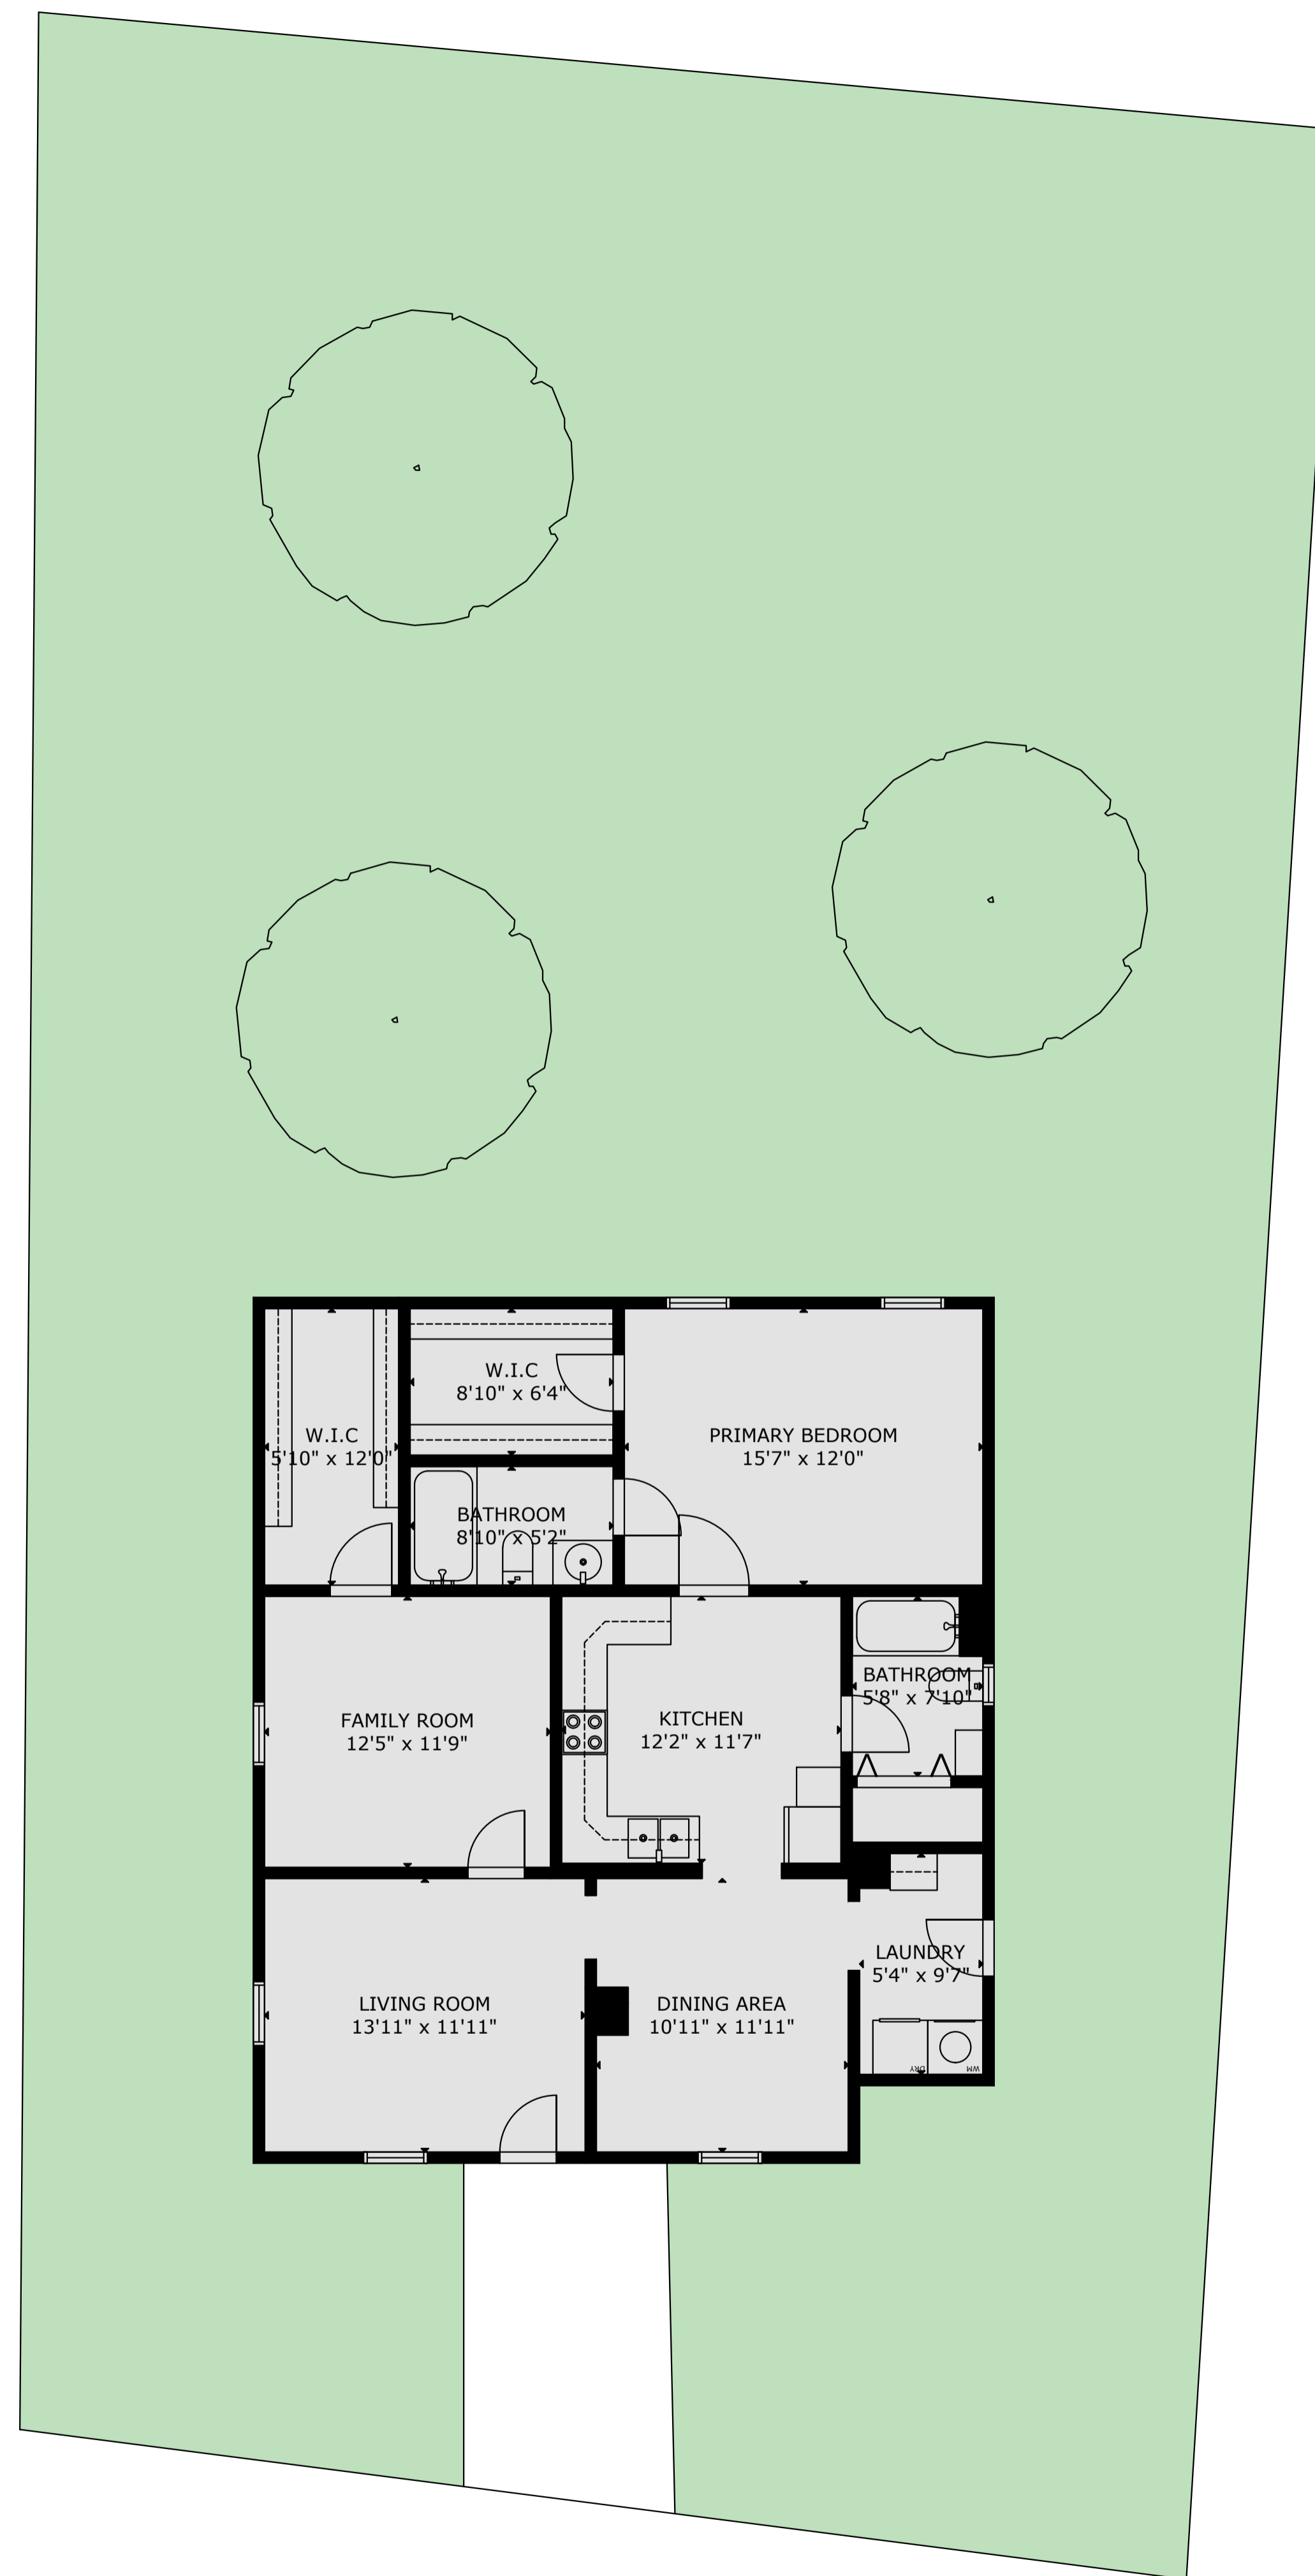 W.I.C
8'10" x 6'4"
W.I.C
5'10" x 12'0"
PRIMARY BEDROOM
15'7" x 12'0"
BATHROOM
8'10" x 5'2"
FAMILY ROOM
12'5" x 11'9"
KITCHEN
12'2" x 11'7"
BATHROOM
5'8" x 7'10"
LAUNDRY
5'4" x 9'7"
LIVING ROOM
13'11" x 11'11"
DINING AREA
10'11" x 11'11"
DRY
WM